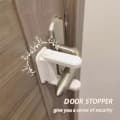 DOOR STOPPER
give you a sense of security